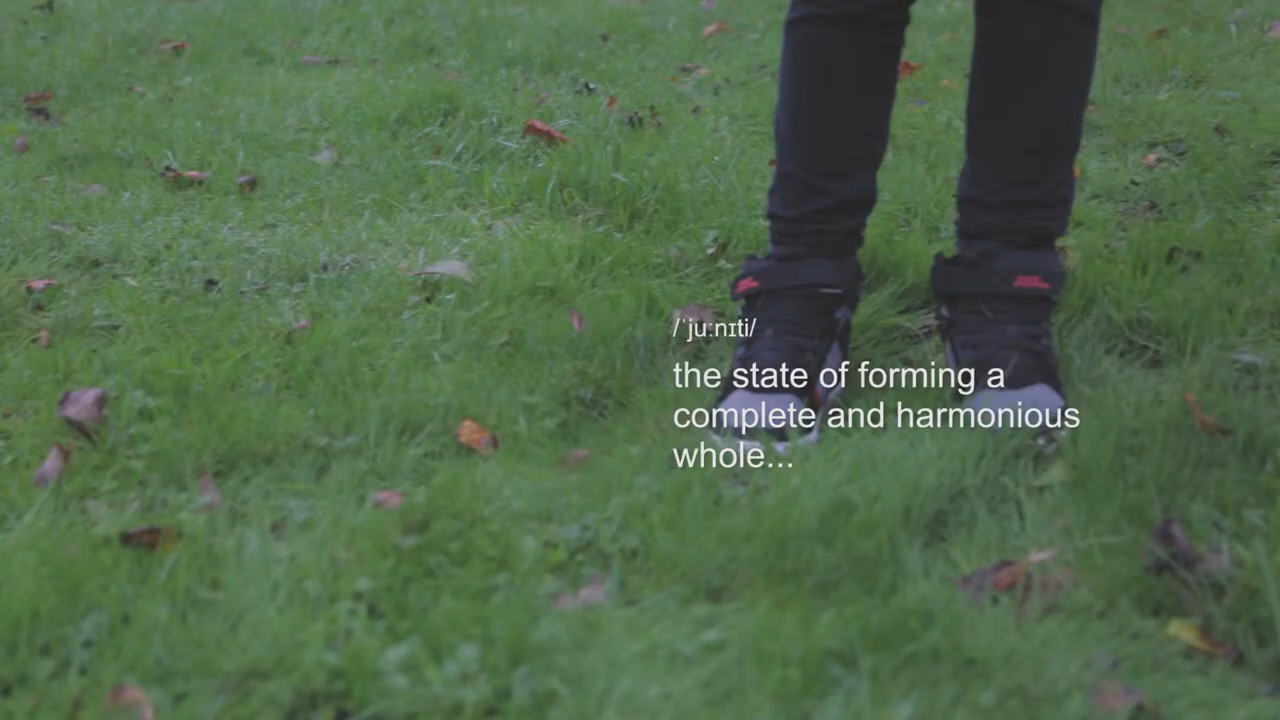 /ˈjuːnɪti/
the state of forming a
complete and harmonious
whole...